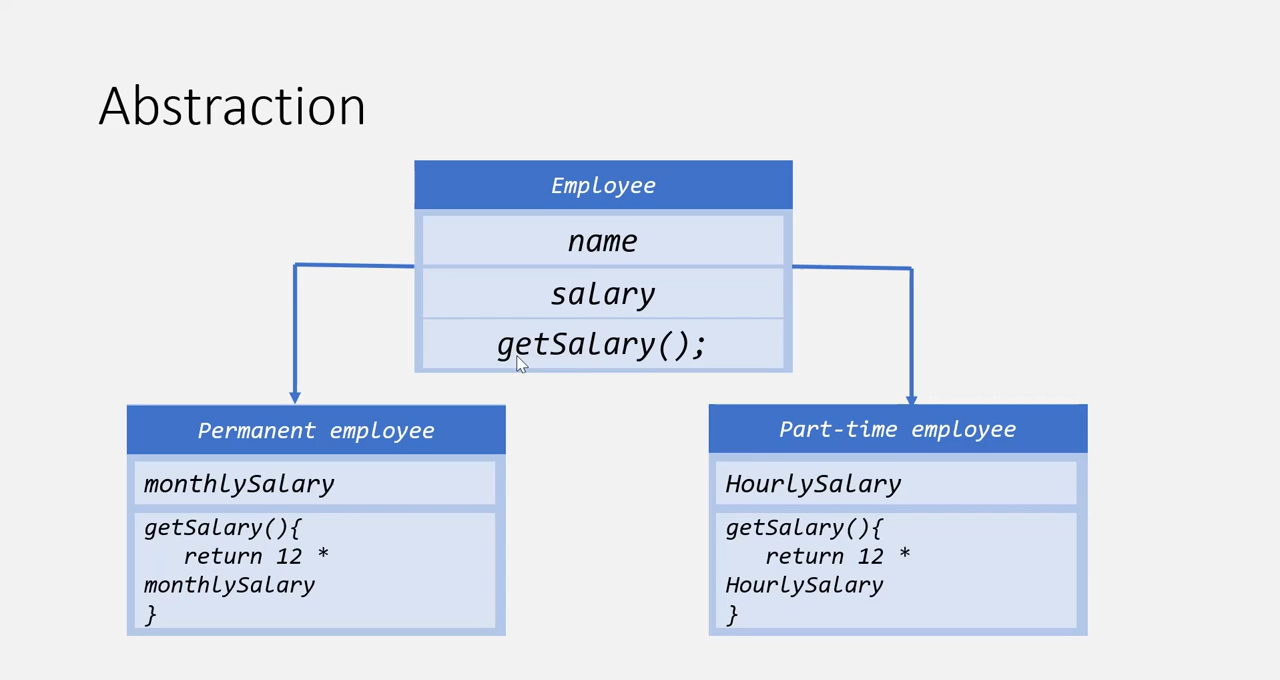 Abstraction
Employee
name
salary
getSalary();
Permanent employee
monthlySalary
getSalary(){
return 12 *
monthlySalary
}
Part-time employee
HourlySalary
getSalary(){
return 12 *
HourlySalary
}